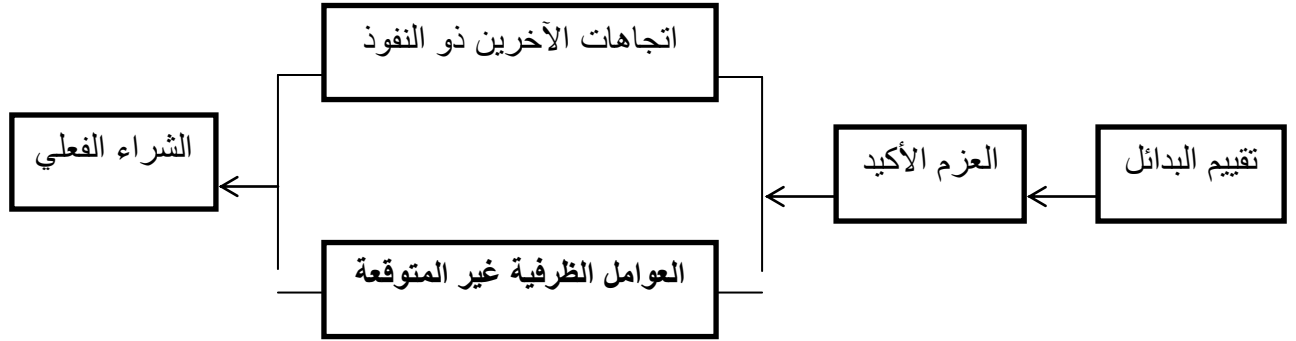 اتجاهات الآخرين ذو النفوذ
تقييم البدائل
العزم الأكيد
الشراء الفعلي
العوامل الظرفية غير المتوقعة